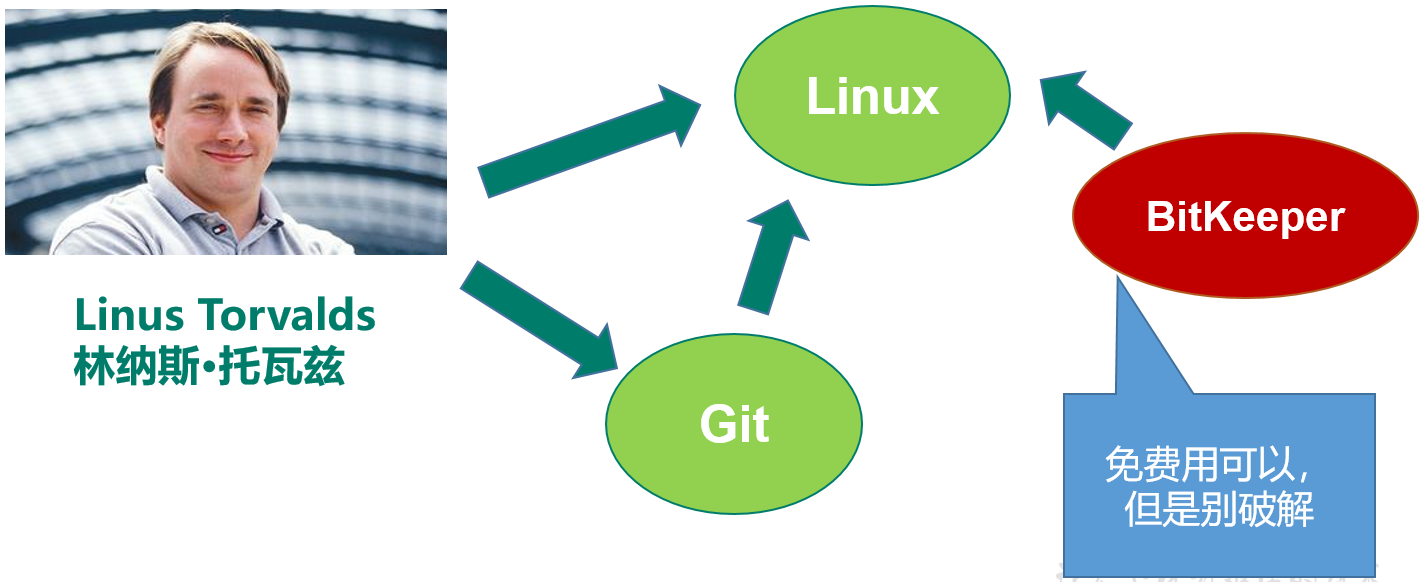 Linux
BitKeeper
Linus Torvalds
林纳斯•托瓦兹
Git
免费用可以，
但是别破解